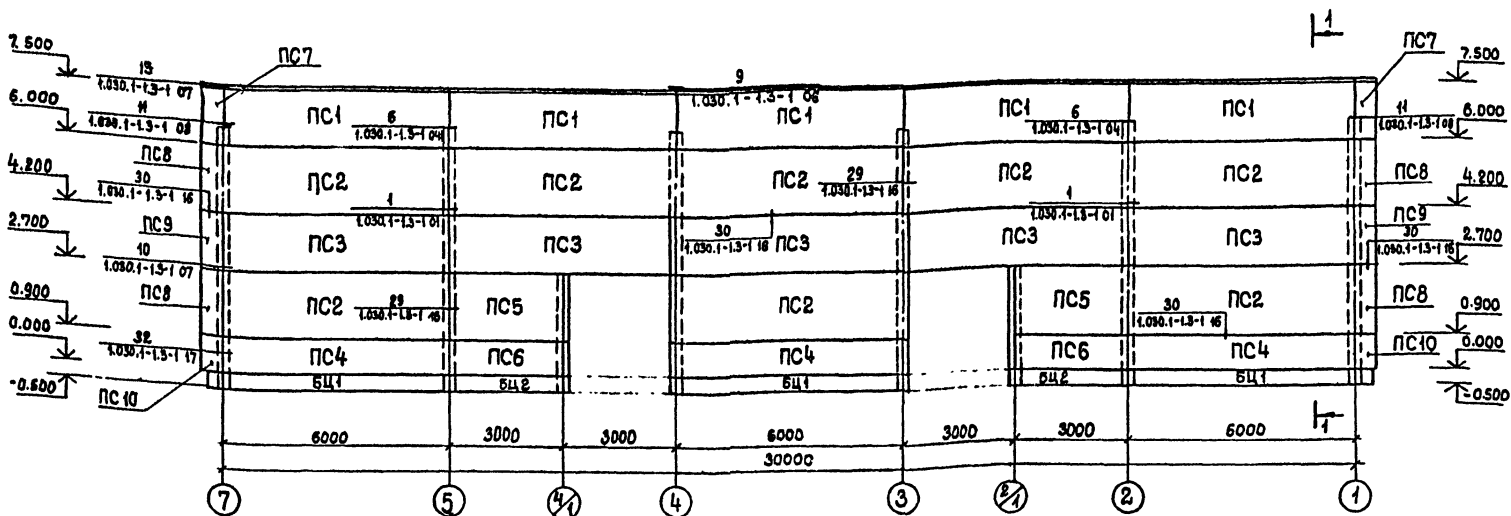 1
ПС7
ПС7
7.500
7.500
13
1.030.1-1.3-1 07
9
1.030.1-1.3-1 06
6.000
11
1.030.1-1.3-1 08
ПС1
6
1.030.1-1.3-1 04
ПС1
ПС1
ПС1
6
1.030.1-1.3-1 04
ПС1
11
1.030.1-1.3-1 08
6.000
ПС8
4.200
30
1.030.1-1.3-1 16
ПС2
1
1.030.1-1.3-1 01
ПС2
ПС2
29
1.030.1-1.3-1 16
ПС2
1
1.030.1-1.3-1 01
ПС2
ПС8
4.200
ПС9
2.700
10
1.030.1-1.3-1 07
ПС3
ПС3
30
1.030.1-1.3-1 16
ПС3
ПС3
ПС3
ПС9
30
1.030.1-1.3-1 16
2.700
ПС8
0.900
ПС2
29
1.030.1-1.3-1 16
ПС5
ПС2
ПС5
30
1.030.1-1.3-1 16
ПС2
ПС8
0.900
0.000
32
1.030.1-1.3-1 17
ПС4
ПС6
ПС4
ПС6
ПС4
ПС10
0.000
-0.500
ПС10
БЦ1
БЦ2
БЦ1
БЦ2
БЦ1
-0.500
1
6000
3000
3000
6000
3000
3000
6000
30000
7
5
4/1
4
3
2/1
2
1